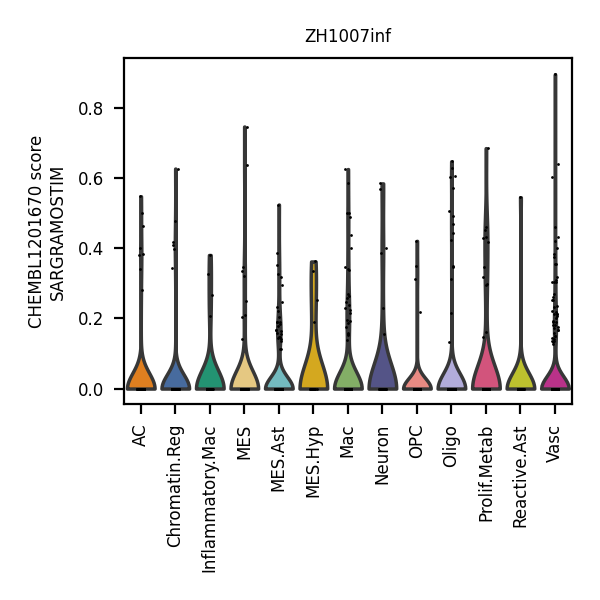 ZH1007inf
CHEMBL1201670 score
SARGRAMOSTIM
0.8
0.6
0.4
0.2
0.0
AC
Chromatin.Reg
Inflammatory.Mac
MES
MES.Ast
MES.Hyp
Mac
Neuron
OPC
Oligo
Prolif.Metab
Reactive.Ast
Vasc